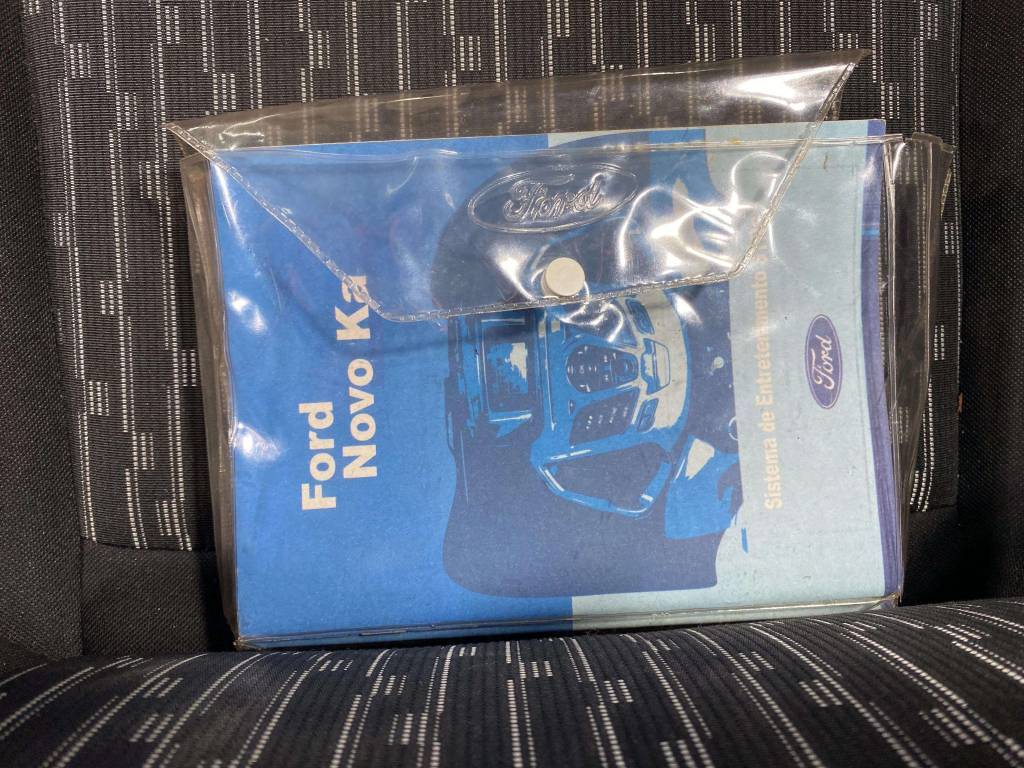 Ford
Ford
Novo Ka
Sistema de Entretenimento e
Ford